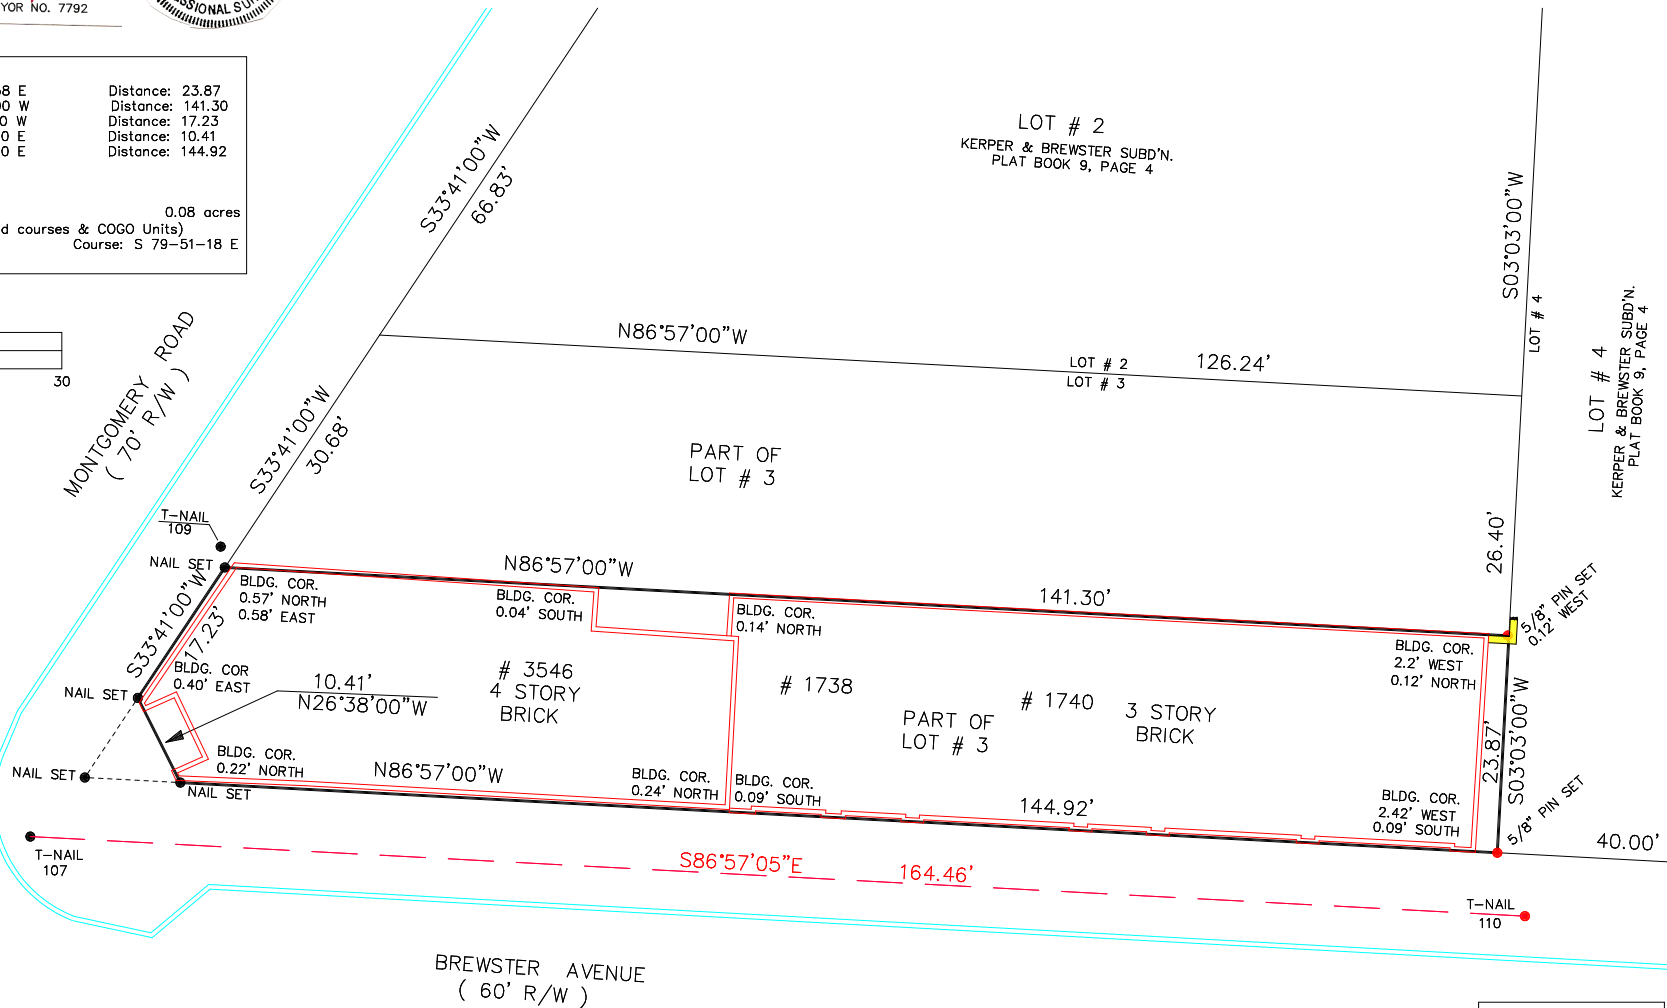 YOR NO. 7792
SSIONAL SUR
8 E Distance: 23.87
00 W Distance: 141.30
0 W Distance: 17.23
0 E Distance: 10.41
0 E Distance: 144.92
0.08 acres
d courses & COGO Units)
Course: S 79-51-18 E
30
MONTGOMERY ROAD
( 70' R/W )
S33°41'00"W
66.83'
LOT # 2
KERPER & BREWSTER SUBD'N.
PLAT BOOK 9, PAGE 4
S03°03'00"W
LOT # 4
LOT # 4
KERPER & BREWSTER SUBD'N.
PLAT BOOK 9, PAGE 4
N86°57'00"W
LOT # 2
126.24'
LOT # 3
S33°41'00"W
30.68'
PART OF
LOT # 3
26.40'
T-NAIL
109
NAIL SET
N86°57'00"W
141.30'
5/8" PIN SET
0.12' WEST
S33°41'00"W
17.23'
BLDG. COR.
0.57' NORTH
0.58' EAST
BLDG. COR.
0.04' SOUTH
BLDG. COR.
0.14' NORTH
BLDG. COR.
2.2' WEST
0.12' NORTH
BLDG. COR
0.40' EAST
NAIL SET
10.41'
N26°38'00"W
# 3546
4 STORY
BRICK
# 1738
# 1740
3 STORY
BRICK
PART OF
LOT # 3
23.87'
S03°03'00"W
NAIL SET
BLDG. COR.
0.22' NORTH
NAIL SET
N86°57'00"W
BLDG. COR.
0.24' NORTH
BLDG. COR.
0.09' SOUTH
144.92'
BLDG. COR.
2.42' WEST
0.09' SOUTH
5/8" PIN SET
40.00'
T-NAIL
107
S86°57'05"E
164.46'
T-NAIL
110
BREWSTER AVENUE
( 60' R/W )